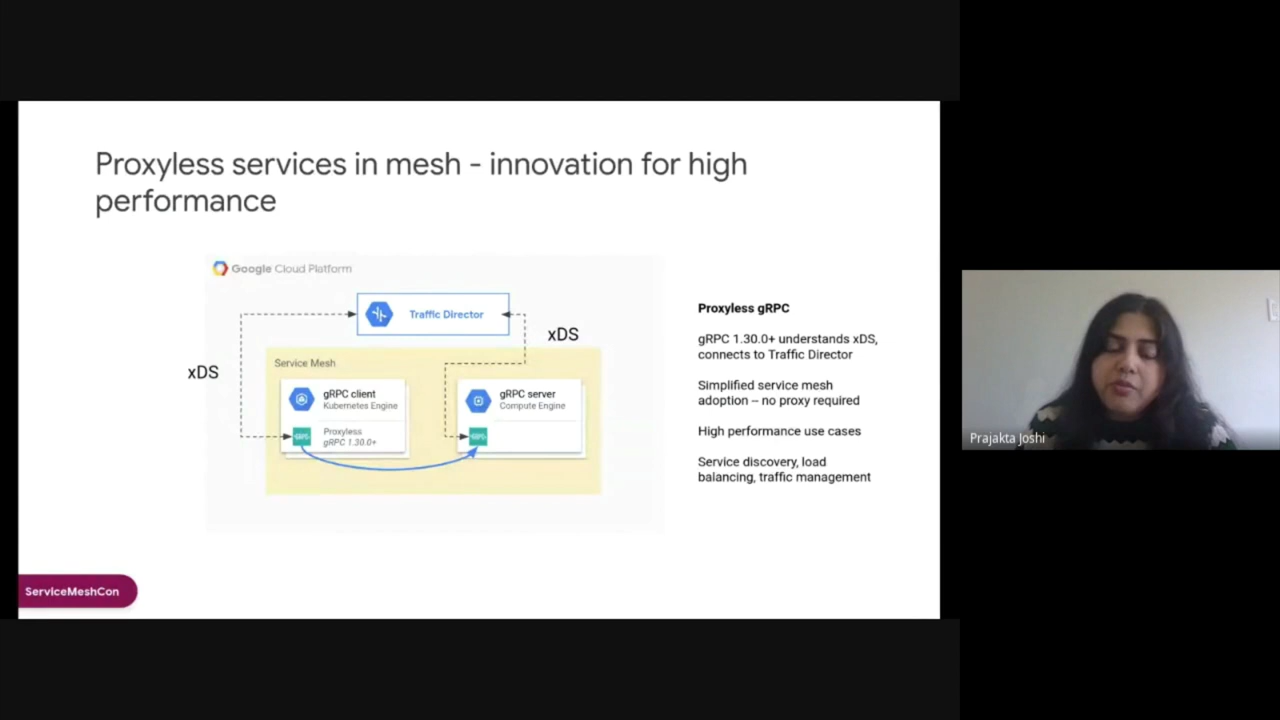 Proxyless services in mesh - innovation for high
performance
Google Cloud Platform
Traffic Director
xDS
xDS
Service Mesh
gRPC client
Kubernetes Engine
Proxyless
gRPC 1.30.0+
gRPC server
Compute Engine
Proxyless gRPC
gRPC 1.30.0+ understands xDS,
connects to Traffic Director
Simplified service mesh
adoption – no proxy required
High performance use cases
Service discovery, load
balancing, traffic management
ServiceMeshCon
Prajakta Joshi